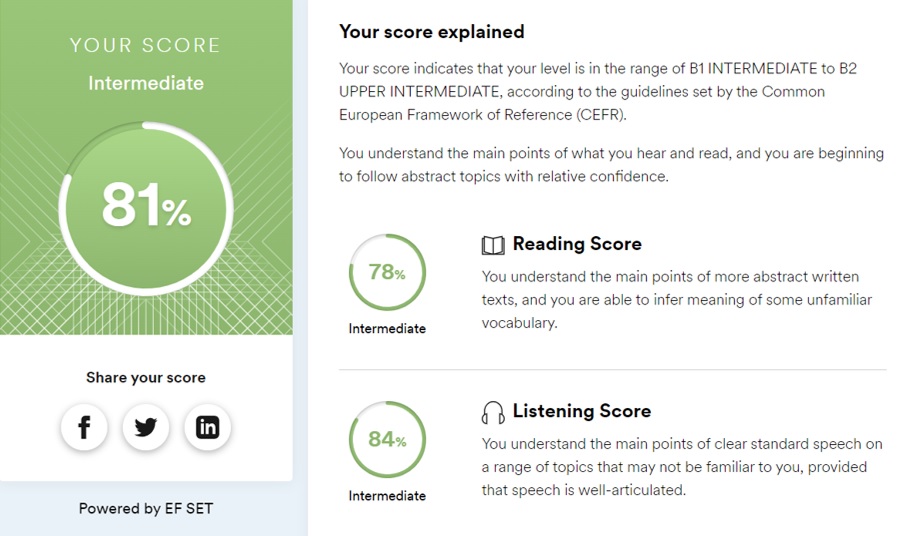 YOUR SCORE
Intermediate
81%
Share your score
Powered by EF SET
Your score explained
Your score indicates that your level is in the range of B1 INTERMEDIATE to B2
UPPER INTERMEDIATE, according to the guidelines set by the Common
European Framework of Reference (CEFR).
You understand the main points of what you hear and read, and you are beginning
to follow abstract topics with relative confidence.
78%
Intermediate
Reading Score
You understand the main points of more abstract written
texts, and you are able to infer meaning of some unfamiliar
vocabulary.
84%
Intermediate
Listening Score
You understand the main points of clear standard speech on
a range of topics that may not be familiar to you, provided
that speech is well-articulated.